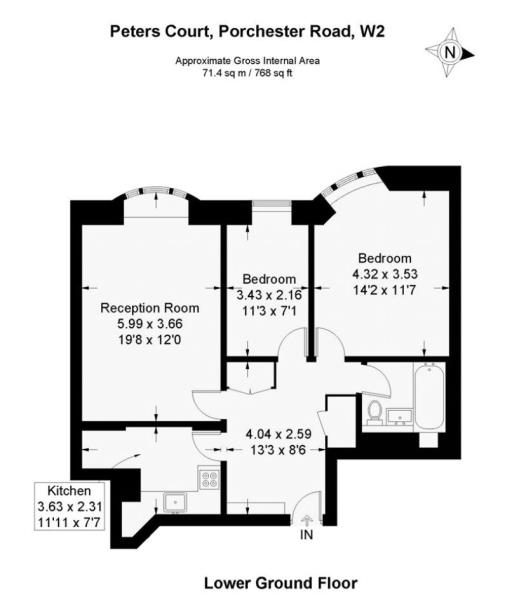 Peters Court, Porchester Road, W2
Approximate Gross Internal Area
71.4 sq m / 768 sq ft
N
Bedroom
4.32 x 3.53
14'2 x 11'7
Bedroom
3.43 x 2.16
11'3 x 7'1
Reception Room
5.99 x 3.66
19'8 x 12'0
4.04 x 2.59
13'3 x 8'6
Kitchen
3.63 x 2.31
11'11 x 7'7
IN
Lower Ground Floor